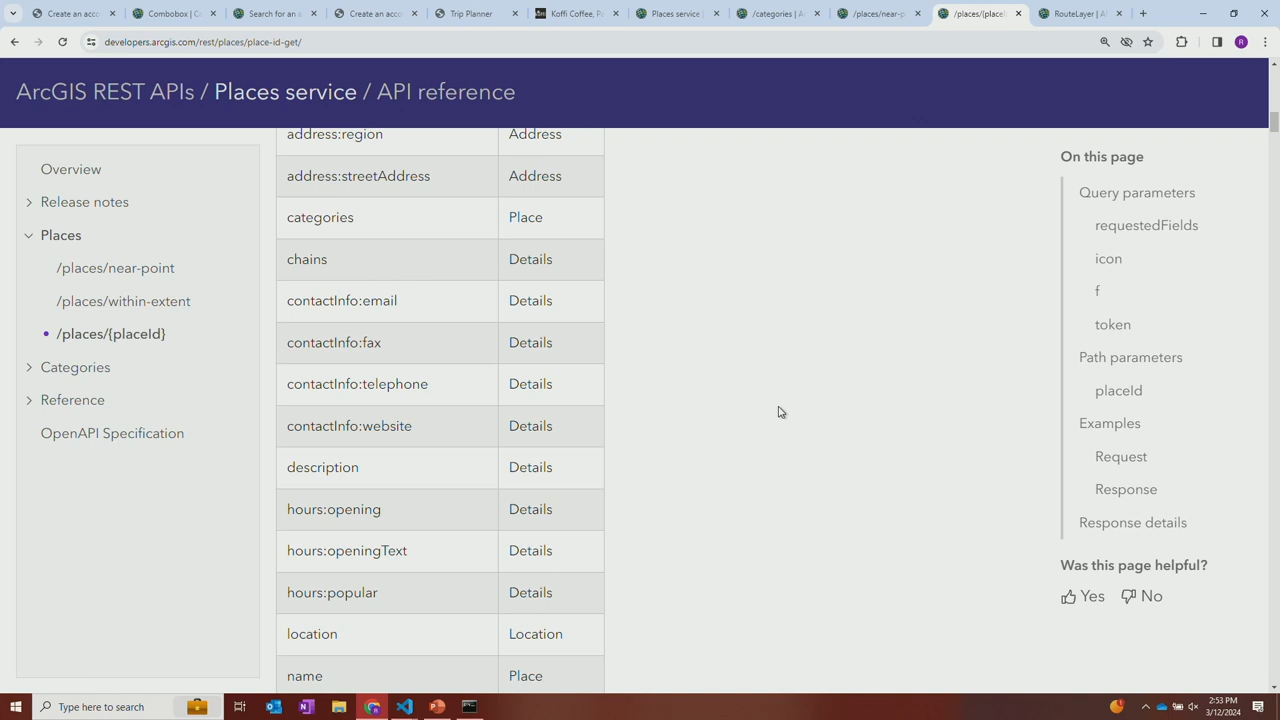 Create an acco
Combobox | C
Search for an a
Create an acco
Trip Planner
Koffi Coffee, P
Places service |
/categories | A
/places/near-p
/places/{placeI
RouteLayer | A
developers.arcgis.com/rest/places/place-id-get/
R
ArcGIS REST APIs / Places service / API reference
Overview
Release notes
Places
/places/near-point
/places/within-extent
/places/{placeId}
Categories
Reference
OpenAPI Specification
address:region Address
address:streetAddress Address
categories Place
chains Details
contactInfo:email Details
contactInfo:fax Details
contactInfo:telephone Details
contactInfo:website Details
description Details
hours:opening Details
hours:openingText Details
hours:popular Details
location Location
name Place
On this page
Query parameters
requestedFields
icon
f
token
Path parameters
placeId
Examples
Request
Response
Response details
Was this page helpful?
Yes No
Type here to search
2:53 PM
3/12/2024